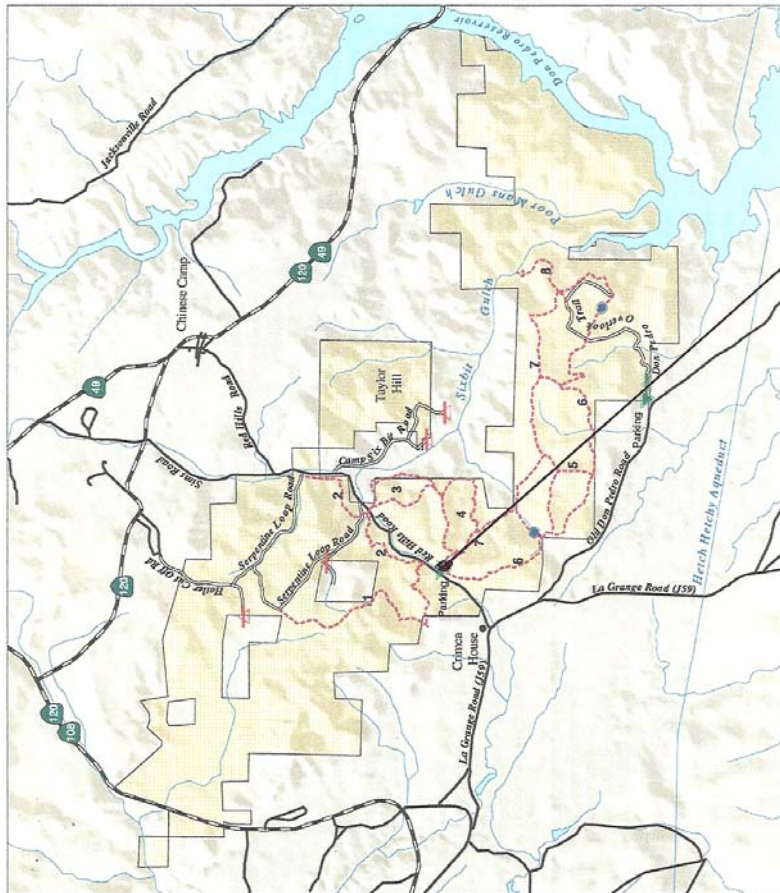 Don Pedro Reservoir
Jacksonville Road
49
120
Chinese Camp
Poor Mans Gulch
49
Red Hills Road
Sims Road
Taylor
Hill
Sixbit Gulch
Camp Six Bit Road
8
Overlook Trail
Don Pedro
7
6
Parking
5
120
Serpentine Loop Road
2
3
4
7
Red Hills Road
Serpentine Loop Road
2
1
6
Parking
Old Don Pedro Road
Hetch Hetchy Aqueduct
La Grange Road (J59)
Crimea
House
La Grange Road (J59)
120
108